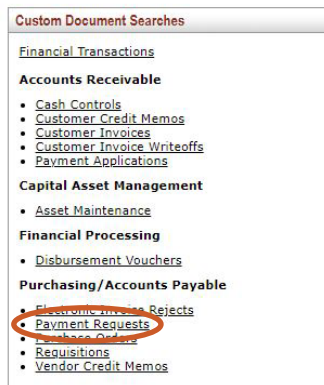 Custom Document Searches
Financial Transactions
Accounts Receivable
Cash Controls
Customer Credit Memos
Customer Invoices
Customer Invoice Writeoffs
Payment Applications
Capital Asset Management
Asset Maintenance
Financial Processing
Disbursement Vouchers
Purchasing/Accounts Payable
Electronic Invoice Rejects
Payment Requests
Purchase Orders
Requisitions
Vendor Credit Memos